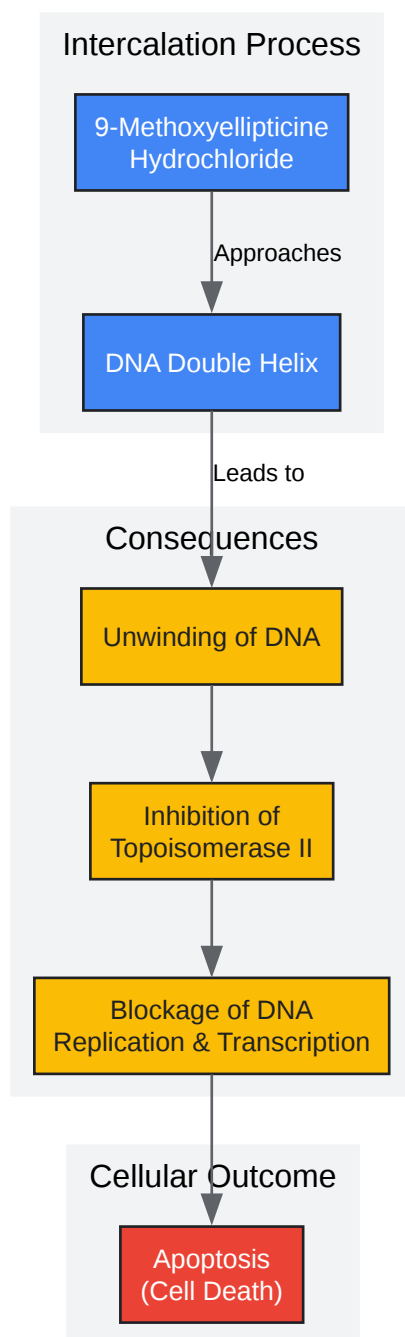 Intercalation Process
9-Methoxyellipticine
Hydrochloride
Approaches
DNA Double Helix
Leads to
Consequences
Unwinding of DNA
Inhibition of
Topoisomerase II
Blockage of DNA
Replication & Transcription
Cellular Outcome
Apoptosis
(Cell Death)